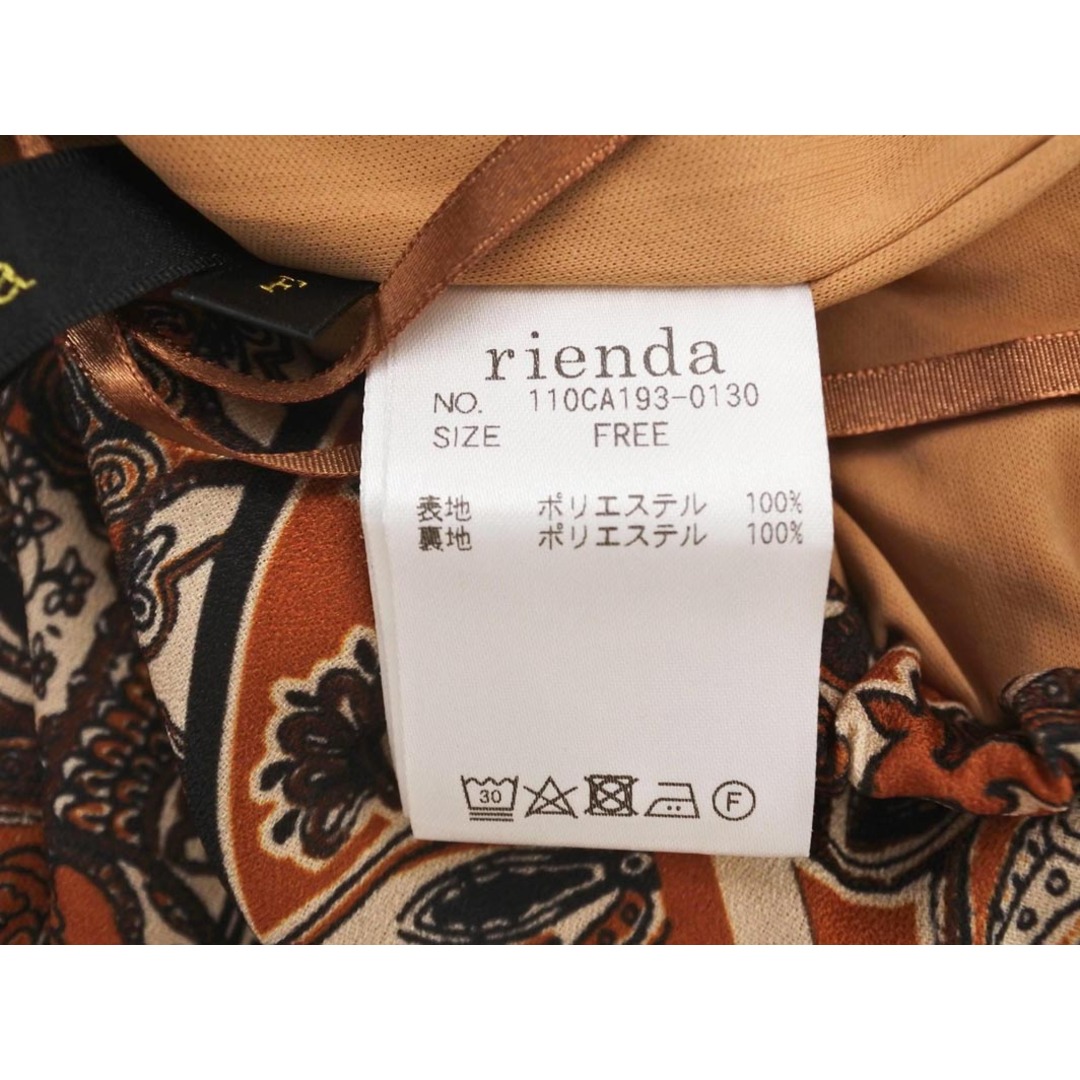 a
F
rienda
NO. 110CA193-0130
SIZE FREE
表地 ポリエステル 100%
裏地 ポリエステル 100%
30 F